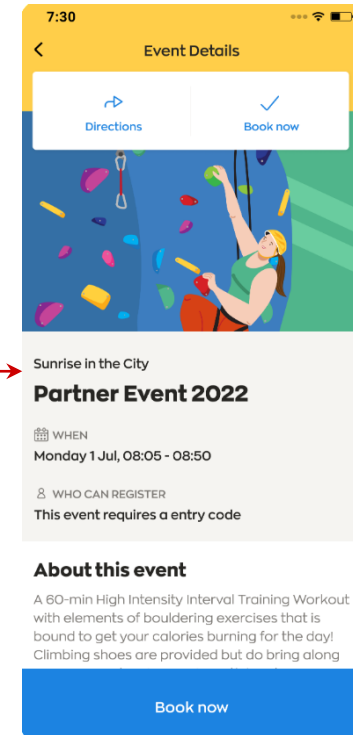 7:30
Event Details
Directions
Book now
Sunrise in the City
Partner Event 2022
WHEN
Monday 1 Jul, 08:05 - 08:50
WHO CAN REGISTER
This event requires a entry code
About this event
A 60-min High Intensity Interval Training Workout
with elements of bouldering exercises that is
bound to get your calories burning for the day!
Climbing shoes are provided but do bring along
Book now